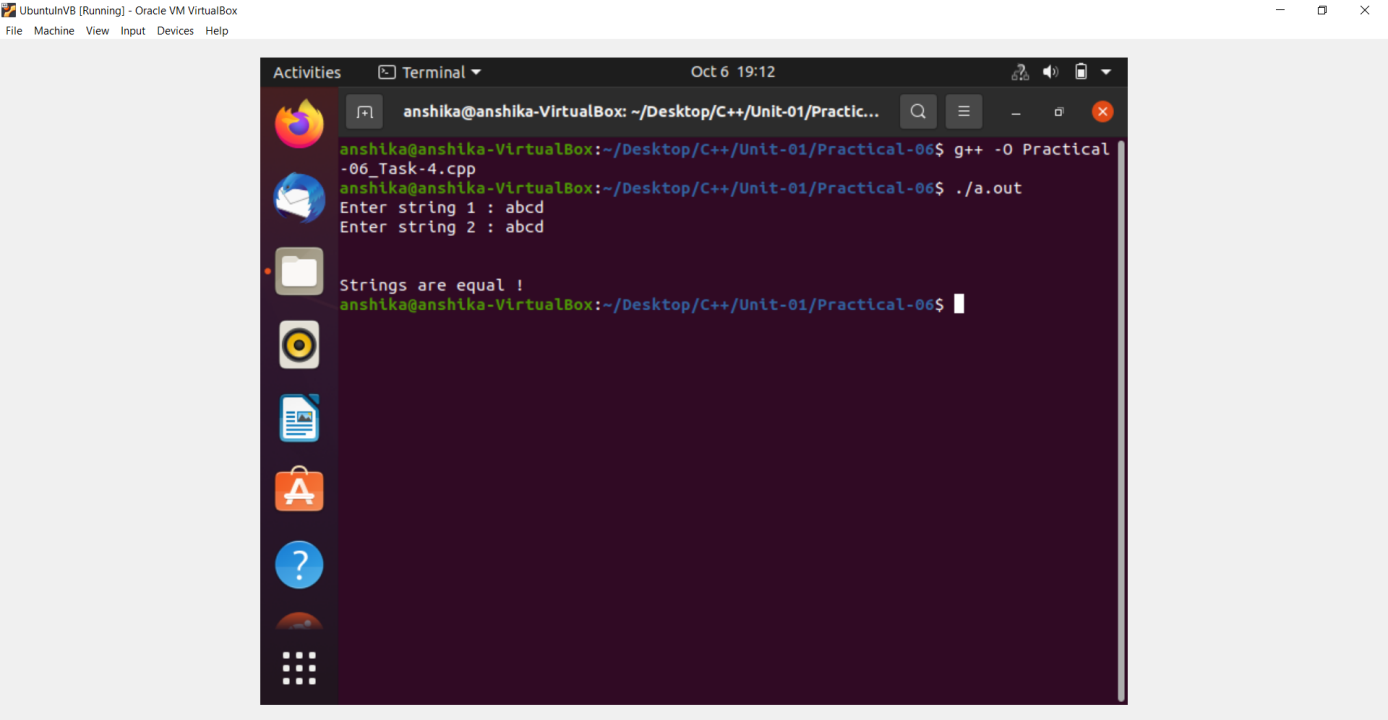 UbuntuInVB [Running] - Oracle VM VirtualBox
File Machine View Input Devices Help
Activities Terminal Oct 6 19:12
anshika@anshika-VirtualBox: ~/Desktop/C++/Unit-01/Practic...
anshika@anshika-VirtualBox:~/Desktop/C++/Unit-01/Practical-06$ g++ -O Practical
-06_Task-4.cpp
anshika@anshika-VirtualBox:~/Desktop/C++/Unit-01/Practical-06$ ./a.out
Enter string 1 : abcd
Enter string 2 : abcd
Strings are equal !
anshika@anshika-VirtualBox:~/Desktop/C++/Unit-01/Practical-06$